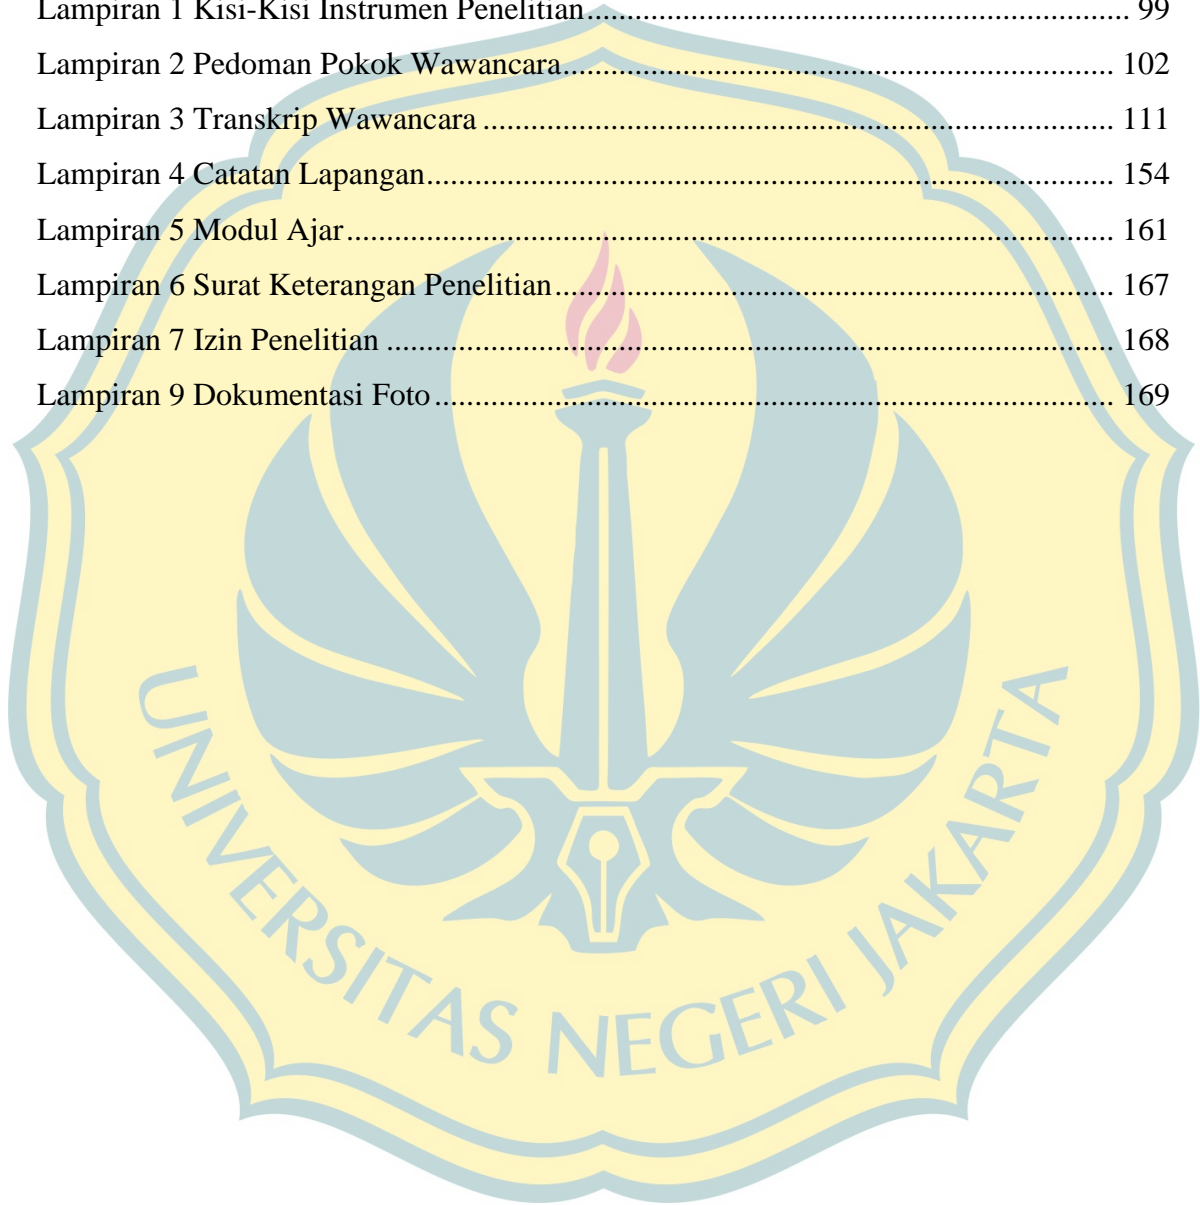 Lampiran 1 Kisi-Kisi Instrumen Penelitian.................................................................... 99
Lampiran 2 Pedoman Pokok Wawancara..................................................................... 102
Lampiran 3 Transkrip Wawancara ............................................................................... 111
Lampiran 4 Catatan Lapangan...................................................................................... 154
Lampiran 5 Modul Ajar................................................................................................ 161
Lampiran 6 Surat Keterangan Penelitian...................................................................... 167
Lampiran 7 Izin Penelitian ........................................................................................... 168
Lampiran 9 Dokumentasi Foto..................................................................................... 169
UNIVERSITAS NEGERI JAKARTA